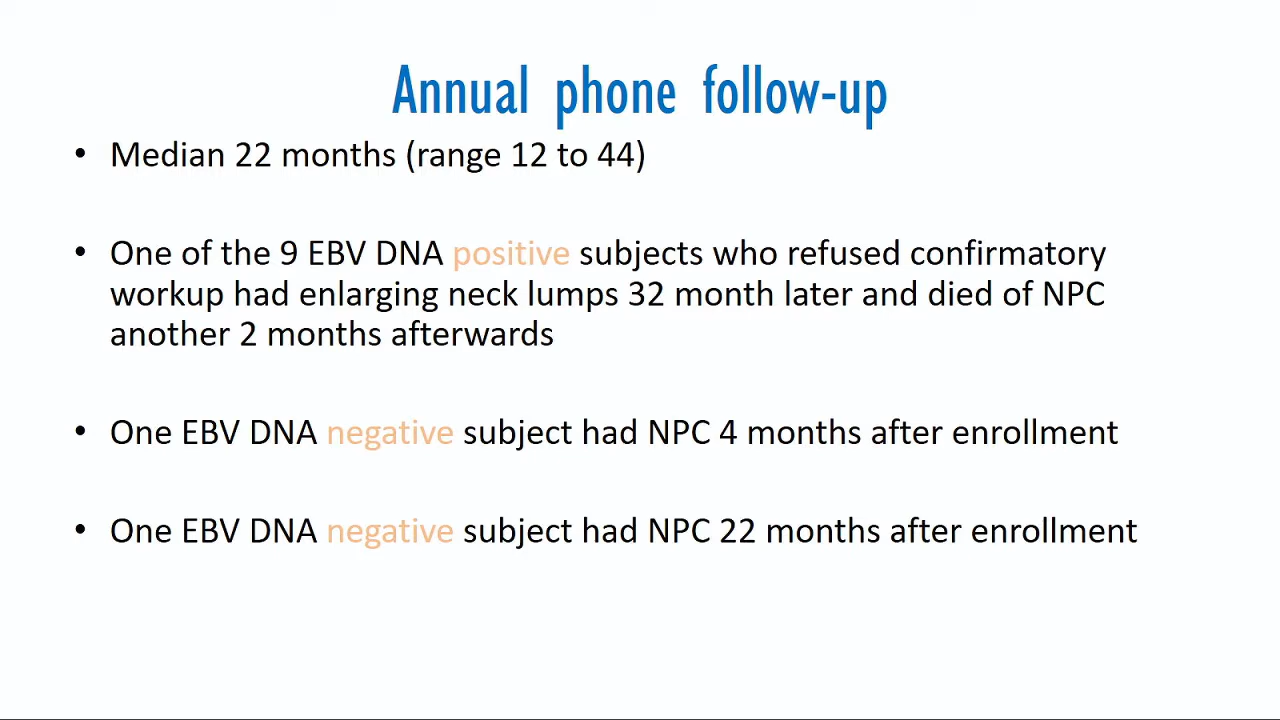 Annual phone follow-up
• Median 22 months (range 12 to 44)
• One of the 9 EBV DNA positive subjects who refused confirmatory
workup had enlarging neck lumps 32 month later and died of NPC
another 2 months afterwards
• One EBV DNA negative subject had NPC 4 months after enrollment
• One EBV DNA negative subject had NPC 22 months after enrollment